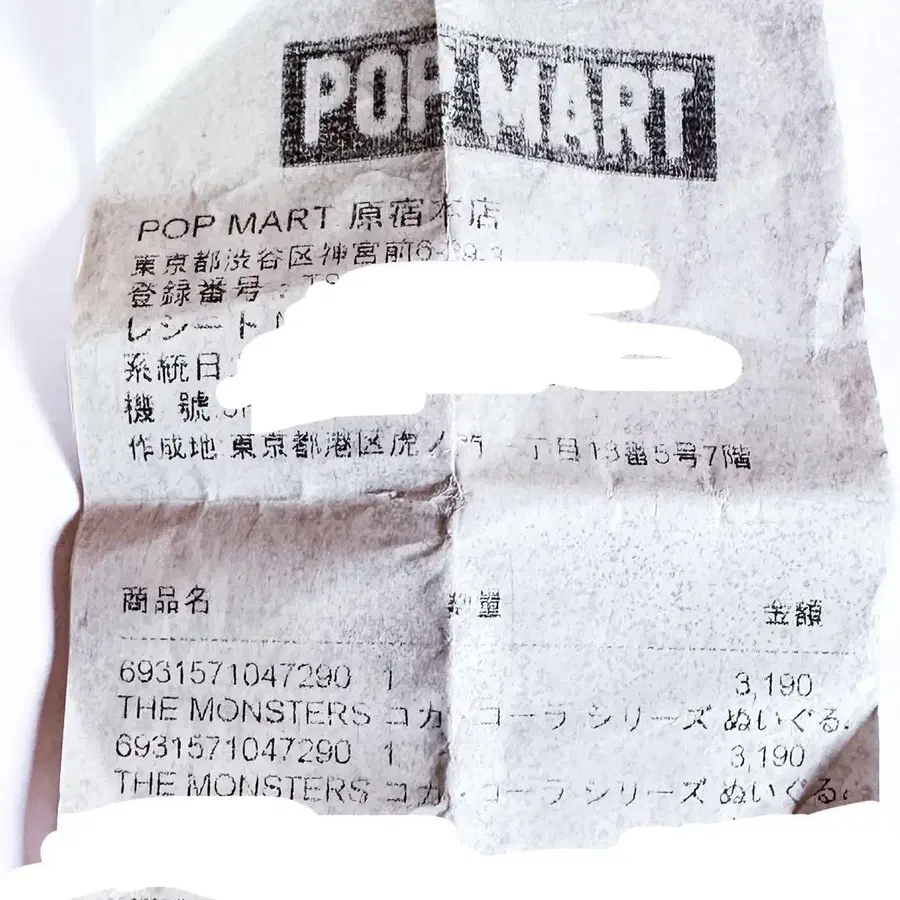 POP MART
POP MART 原宿本店
東京都渋谷区神宮前6-29-3
登録番号:
レシート
系統日
機 號
作成地 東京都港区虎ノ門 一丁目13番5号7階
商品名 数量 金額
6931571047290 1 3,190
THE MONSTERS コカ・コーラ シリーズ ぬいぐる
6931571047290 1 3,190
THE MONSTERS コカ・コーラ シリーズ ぬいぐる